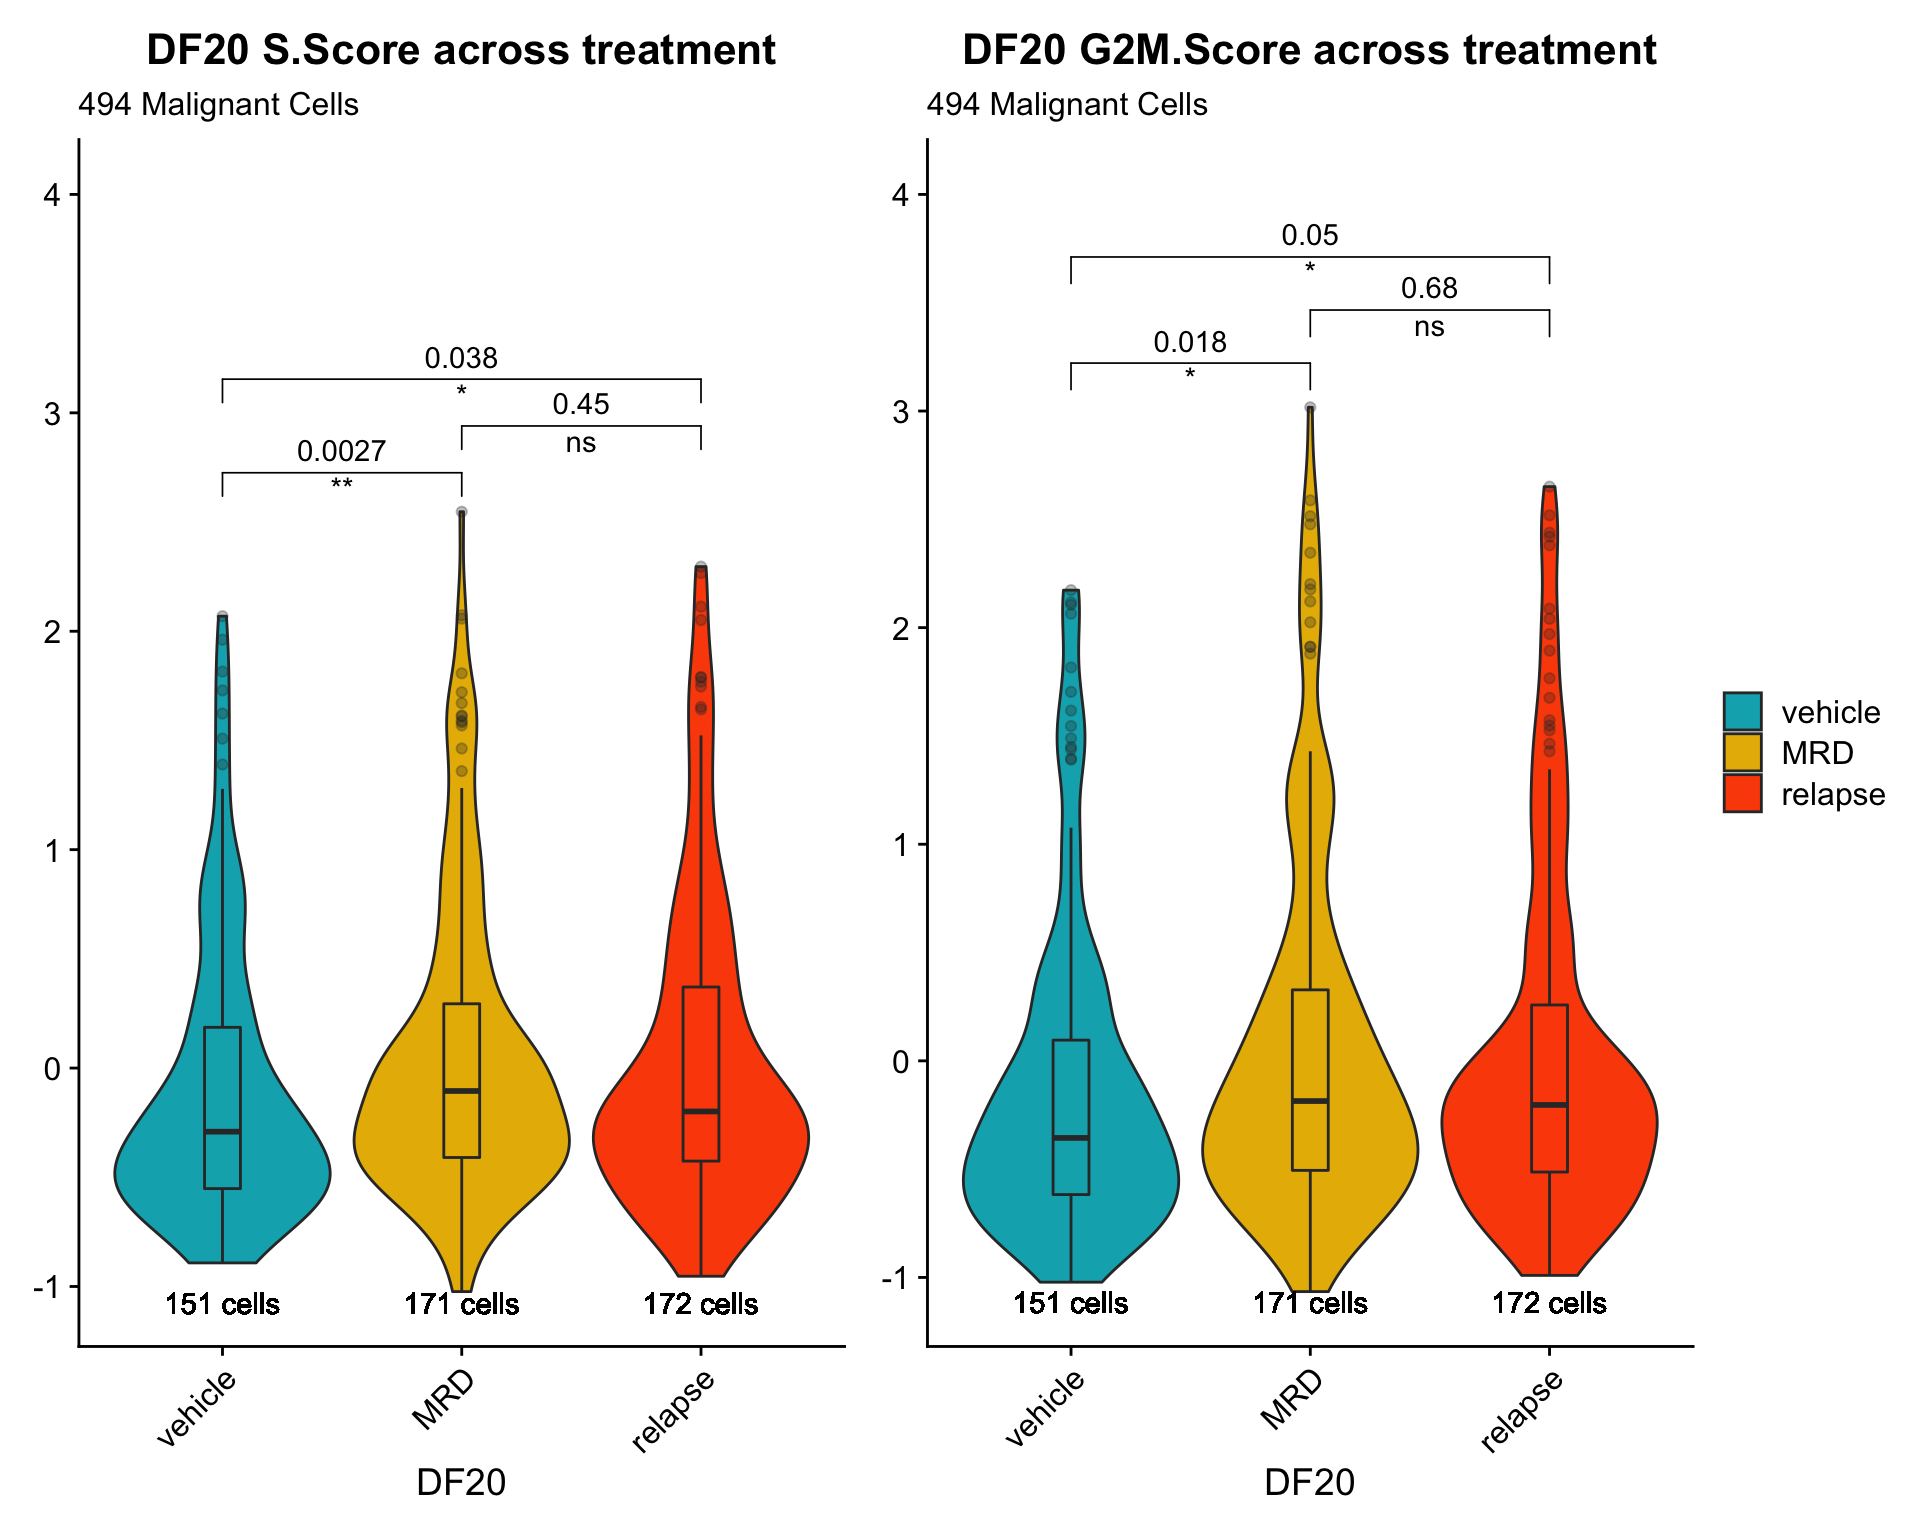 DF20 S.Score across treatment
494 Malignant Cells
4
3
2
1
0
-1
0.038
*
0.45
ns
0.0027
**
151 cells
171 cells
172 cells
vehicle
MRD
relapse
DF20
DF20 G2M.Score across treatment
494 Malignant Cells
4
3
2
1
0
-1
0.05
*
0.68
ns
0.018
*
151 cells
171 cells
172 cells
vehicle
MRD
relapse
DF20
vehicle
MRD
relapse